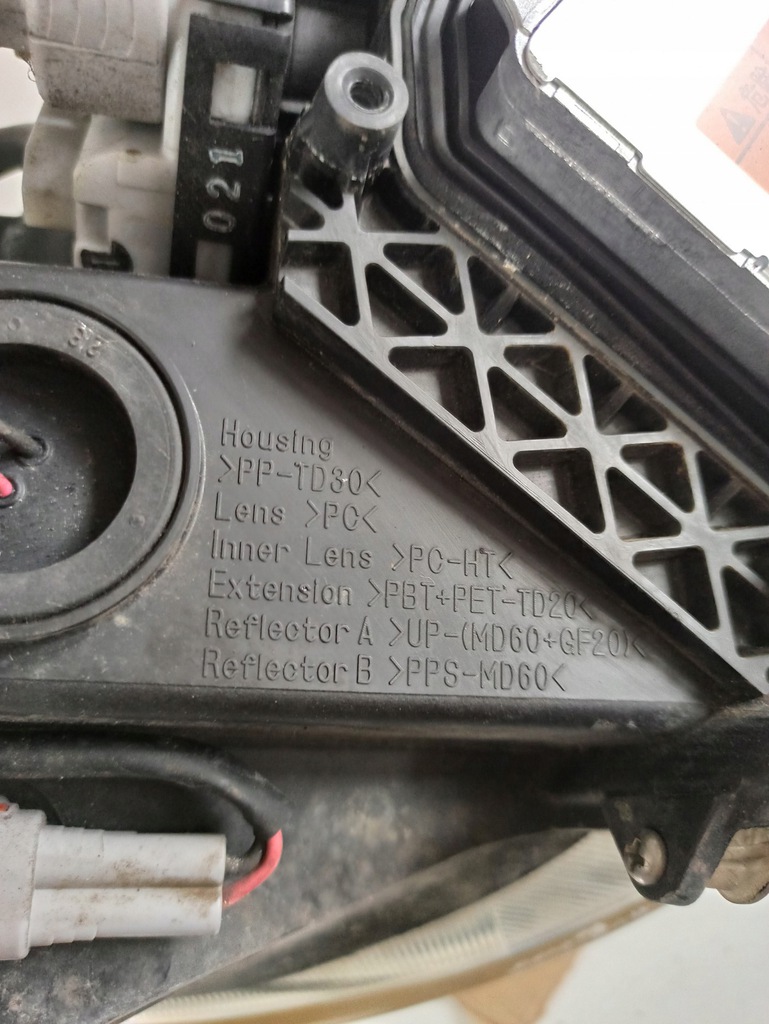 021
Housing
>PP-TD30<
Lens >PC<
Inner Lens >PC-HT<
Extension >PBT+PET-TD20<
Reflector A >UP-(MD60+GF20)<
Reflector B >PPS-MD60<